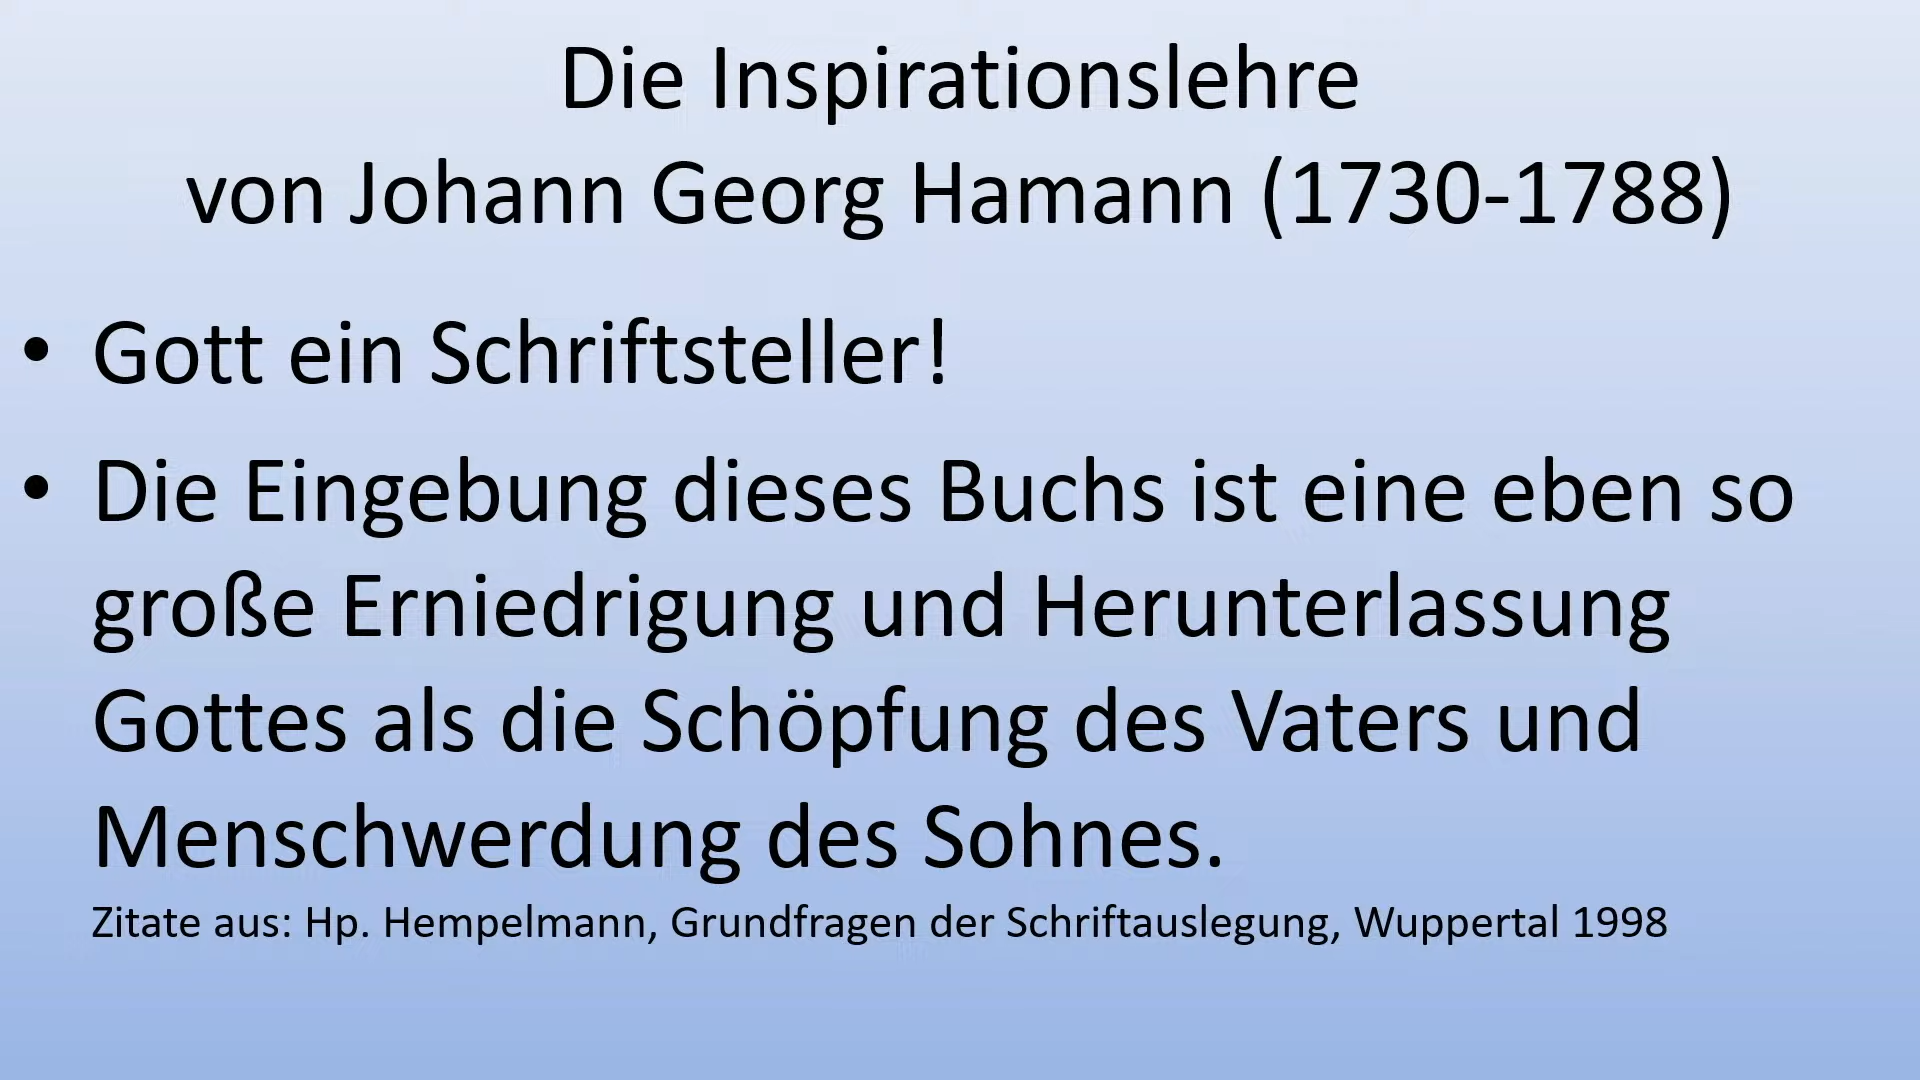 Die Inspirationslehre
von Johann Georg Hamann (1730-1788)
• Gott ein Schriftsteller!
• Die Eingebung dieses Buchs ist eine eben so
große Erniedrigung und Herunterlassung
Gottes als die Schöpfung des Vaters und
Menschwerdung des Sohnes.
Zitate aus: Hp. Hempelmann, Grundfragen der Schriftauslegung, Wuppertal 1998